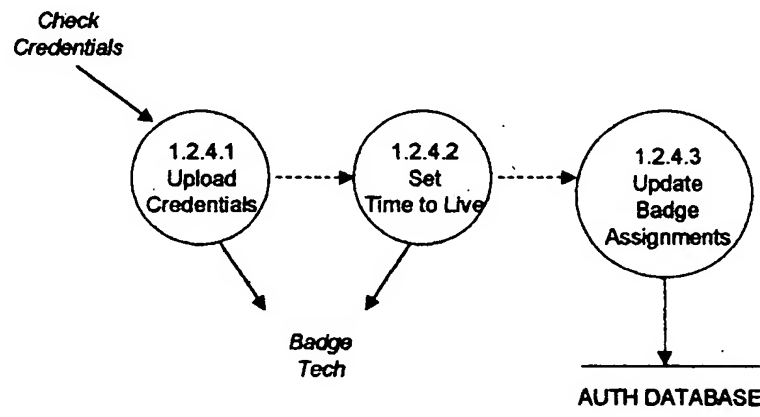 Check
Credentials
1.2.4.1
Upload
Credentials
1.2.4.2
Set
Time to Live
1.2.4.3
Update
Badge
Assignments
Badge
Tech
AUTH DATABASE